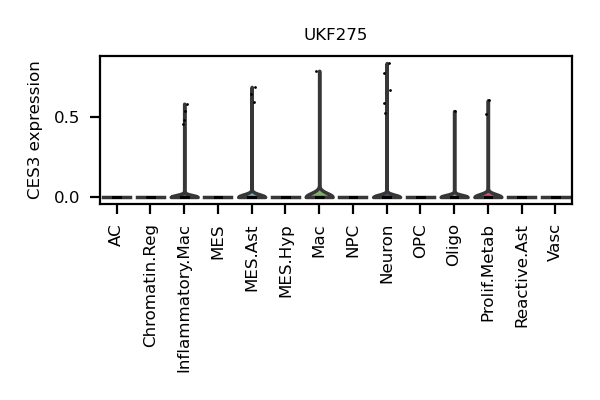 UKF275
CES3 expression
0.5
0.0
AC
Chromatin.Reg
Inflammatory.Mac
MES
MES.Ast
MES.Hyp
Mac
NPC
Neuron
OPC
Oligo
Prolif.Metab
Reactive.Ast
Vasc